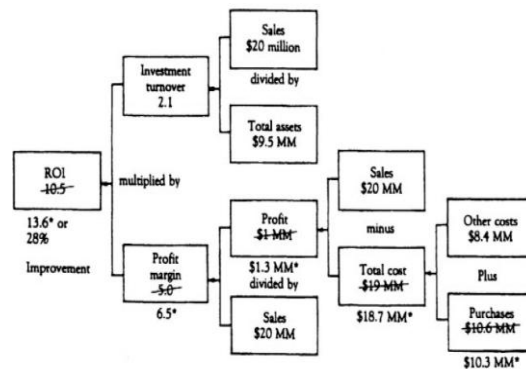 Sales
$20 million
divided by
Investment
turnover
2.1
Total assets
$9.5 MM
ROI
10.5
13.6* or
28%
Improvement
multiplied by
Profit
margin
5.0
6.5*
Profit
$1 MM
$1.3 MM*
divided by
Sales
$20 MM
Sales
$20 MM
minus
Total cost
$19 MM
$18.7 MM*
Other costs
$8.4 MM
Plus
Purchases
$10.6 MM
$10.3 MM*